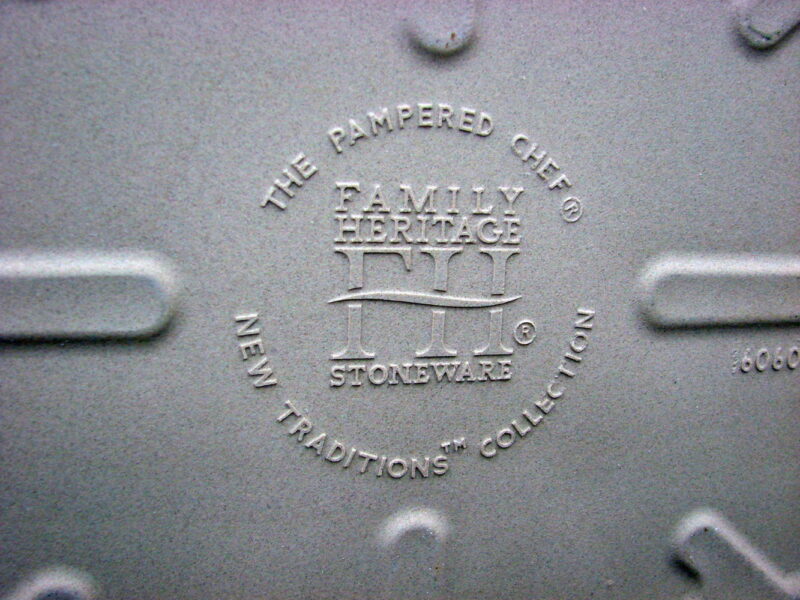 THE PAMPERED CHEF®
FAMILY
HERITAGE
FH®
STONEWARE
NEW TRADITIONS™ COLLECTION